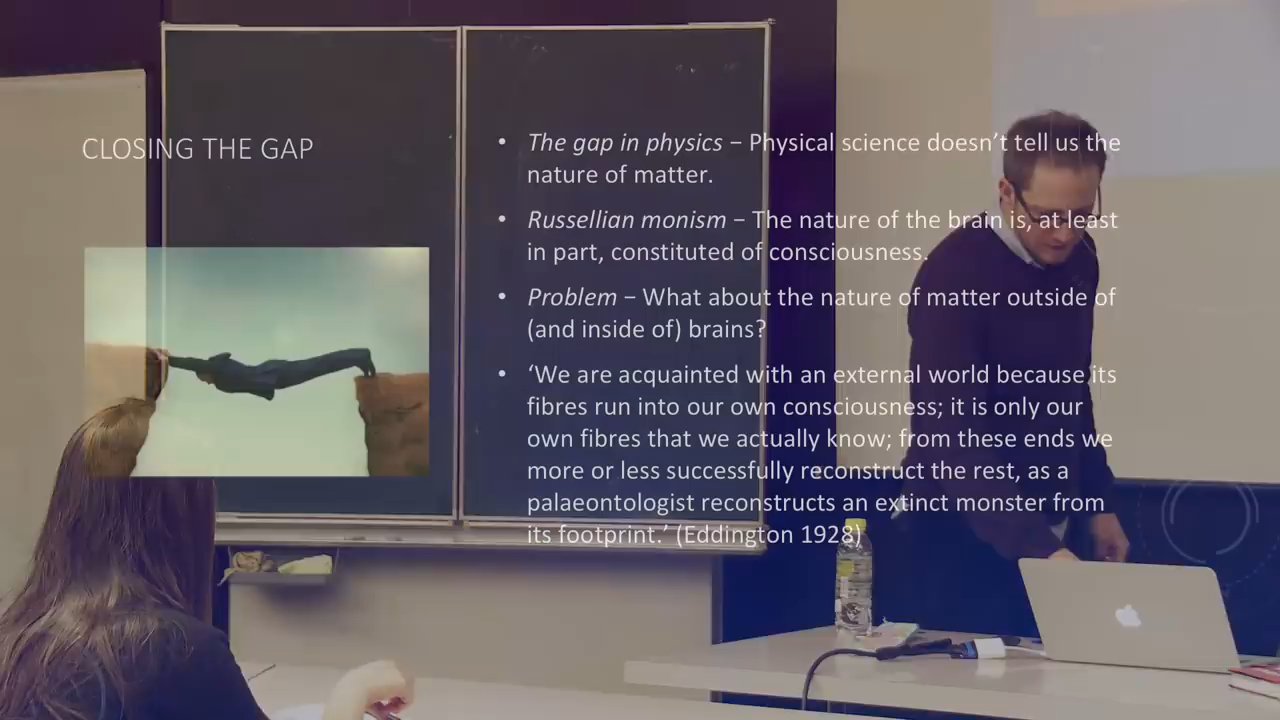 CLOSING THE GAP
• The gap in physics – Physical science doesn’t tell us the
nature of matter.
• Russellian monism – The nature of the brain is, at least
in part, constituted of consciousness.
• Problem – What about the nature of matter outside of
(and inside of) brains?
• ‘We are acquainted with an external world because its
fibres run into our own consciousness; it is only our
own fibres that we actually know; from these ends we
more or less successfully reconstruct the rest, as a
palaeontologist reconstructs an extinct monster from
its footprint.’ (Eddington 1928)